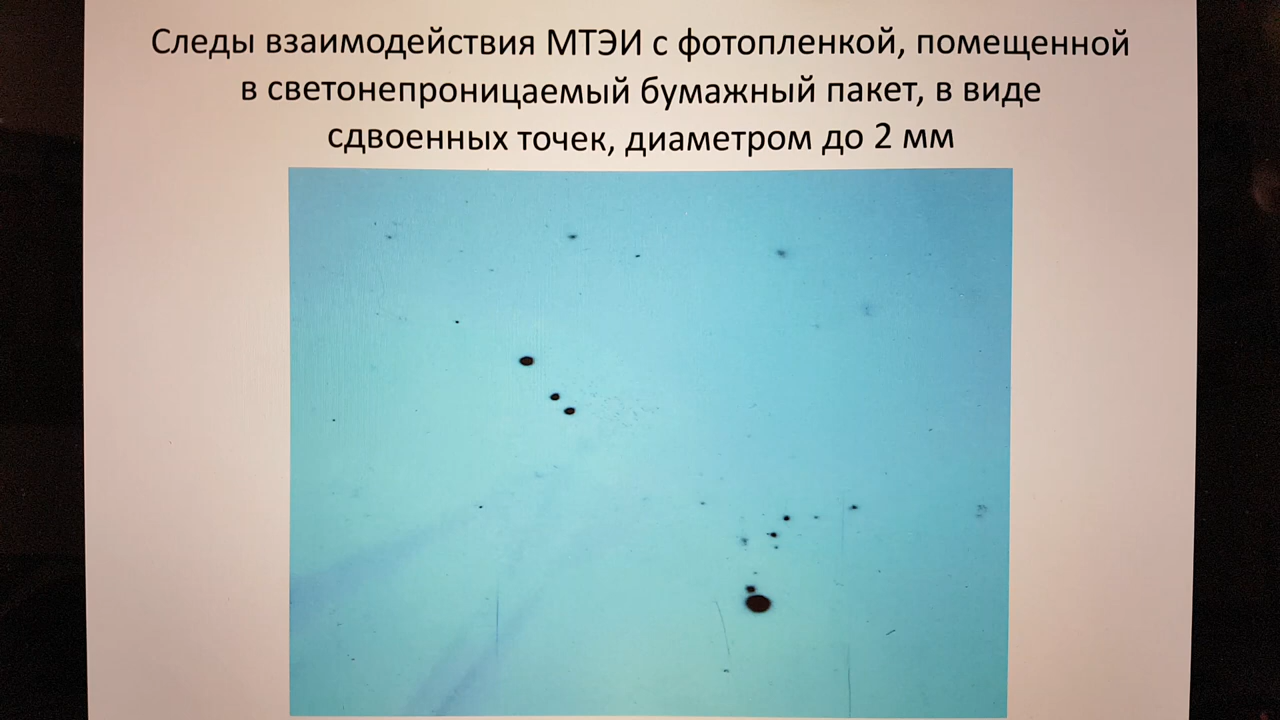 Следы взаимодействия МТЭИ с фотопленкой, помещенной
в светонепроницаемый бумажный пакет, в виде
сдвоенных точек, диаметром до 2 мм